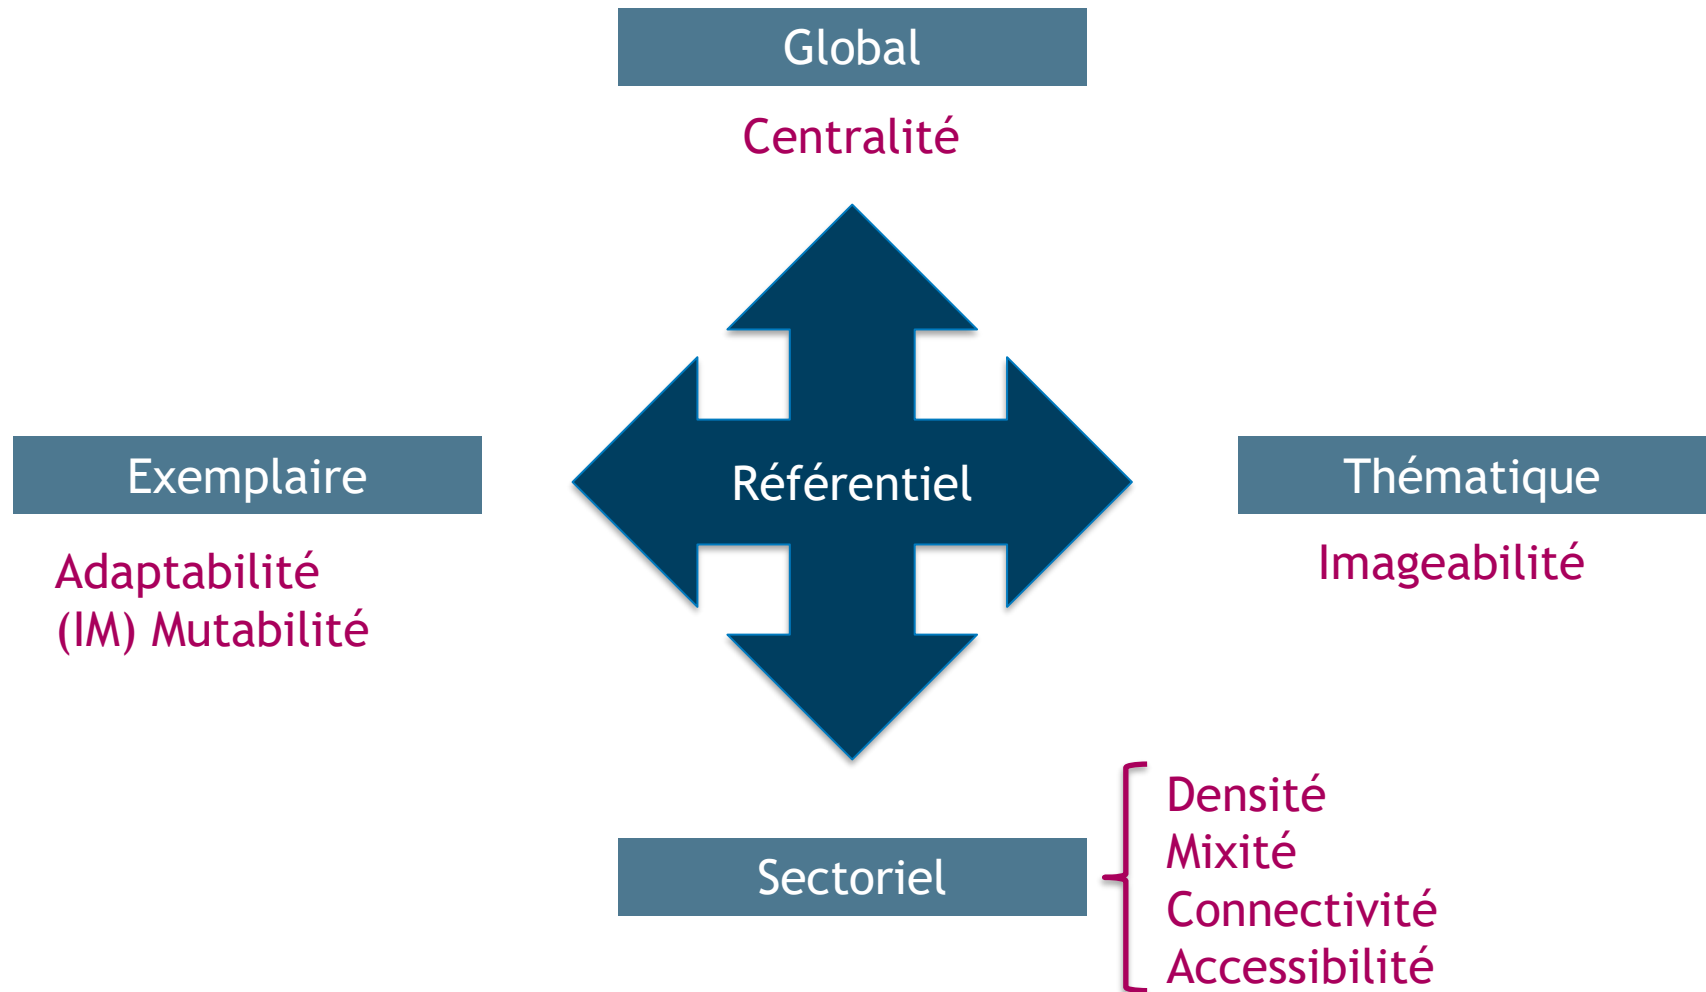 Global
Centralité
Exemplaire
Adaptabilité
(IM) Mutabilité
Référentiel
Thématique
Imageabilité
Sectoriel
Densité
Mixité
Connectivité
Accessibilité